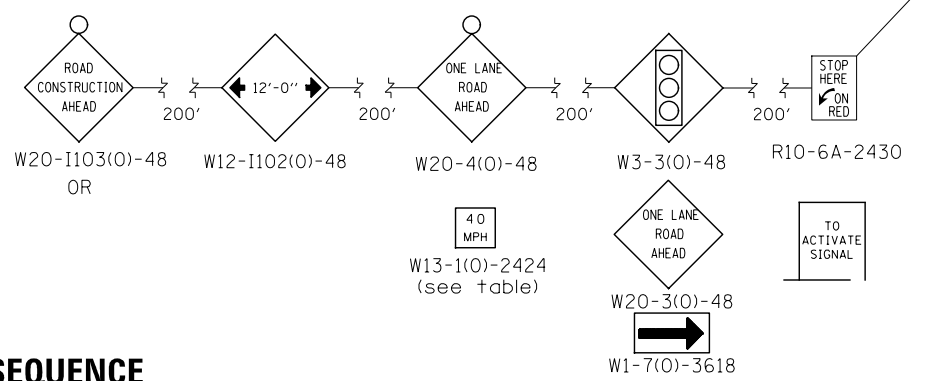 ROAD
CONSTRUCTION
AHEAD
12'-0"
ONE LANE
ROAD
AHEAD
STOP
HERE
ON
RED
200'
200'
200'
200'
W20-I103(O)-48
OR
W12-I102(O)-48
W20-4(O)-48
W3-3(O)-48
R10-6A-2430
40
MPH
W13-1(O)-2424
(see table)
ONE LANE
ROAD
AHEAD
W20-3(O)-48
TO
ACTIVATE
SIGNAL
W1-7(O)-3618
SEQUENCE